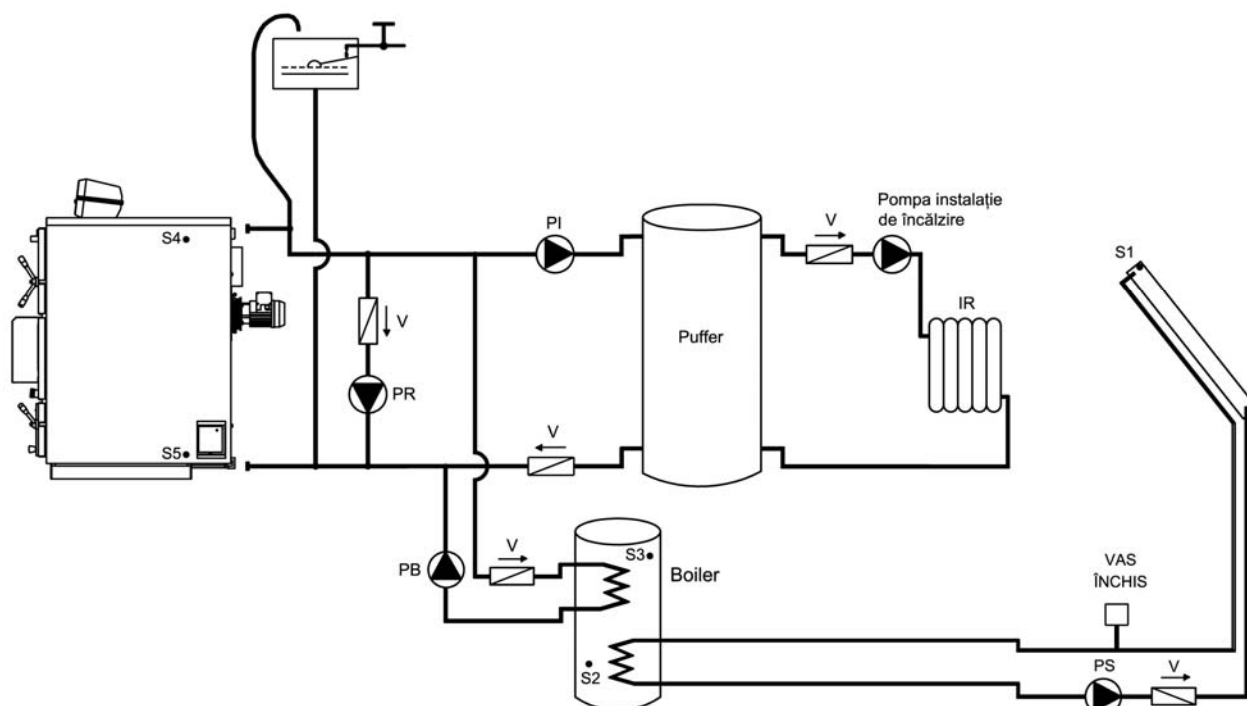 S4
S5
PI
V
PR
V
Puffer
V
Pompa instalație
de încălzire
IR
S1
V
PB
V
S3
Boiler
S2
VAS
ÎNCHIS
PS
V